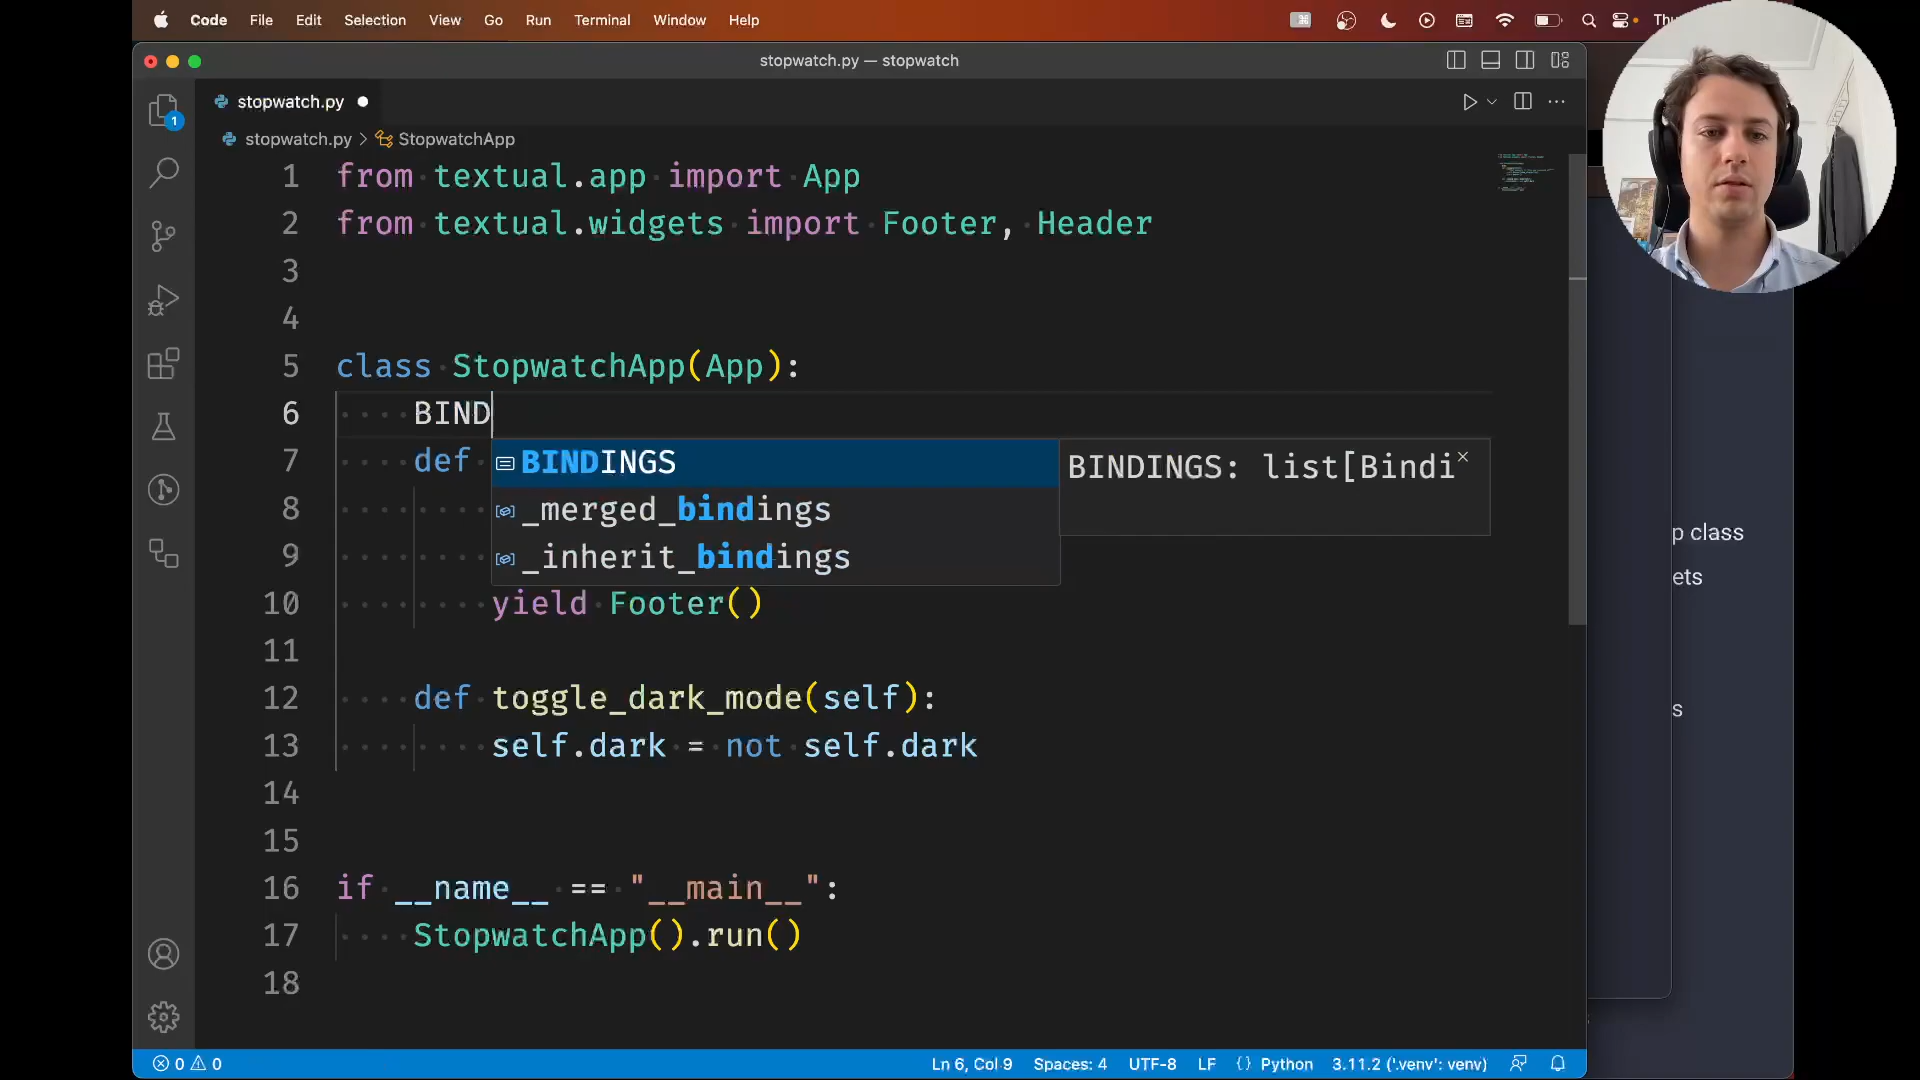 Code File Edit Selection View Go Run Terminal Window Help Thu
stopwatch.py — stopwatch
stopwatch.py
stopwatch.py > StopwatchApp
1 from textual.app import App
2 from textual.widgets import Footer, Header
3
4
5 class StopwatchApp(App):
6 BIND
7 def
BINDINGS
BINDINGS: list[Bindi
8
_merged_bindings
9
_inherit_bindings
10 yield Footer()
11
12 def toggle_dark_mode(self):
13 self.dark = not self.dark
14
15
16 if __name__ == "__main__":
17 StopwatchApp().run()
18
1
p class
ets
s
0 0 Ln 6, Col 9 Spaces: 4 UTF-8 LF {} Python 3.11.2 ('.venv': venv)